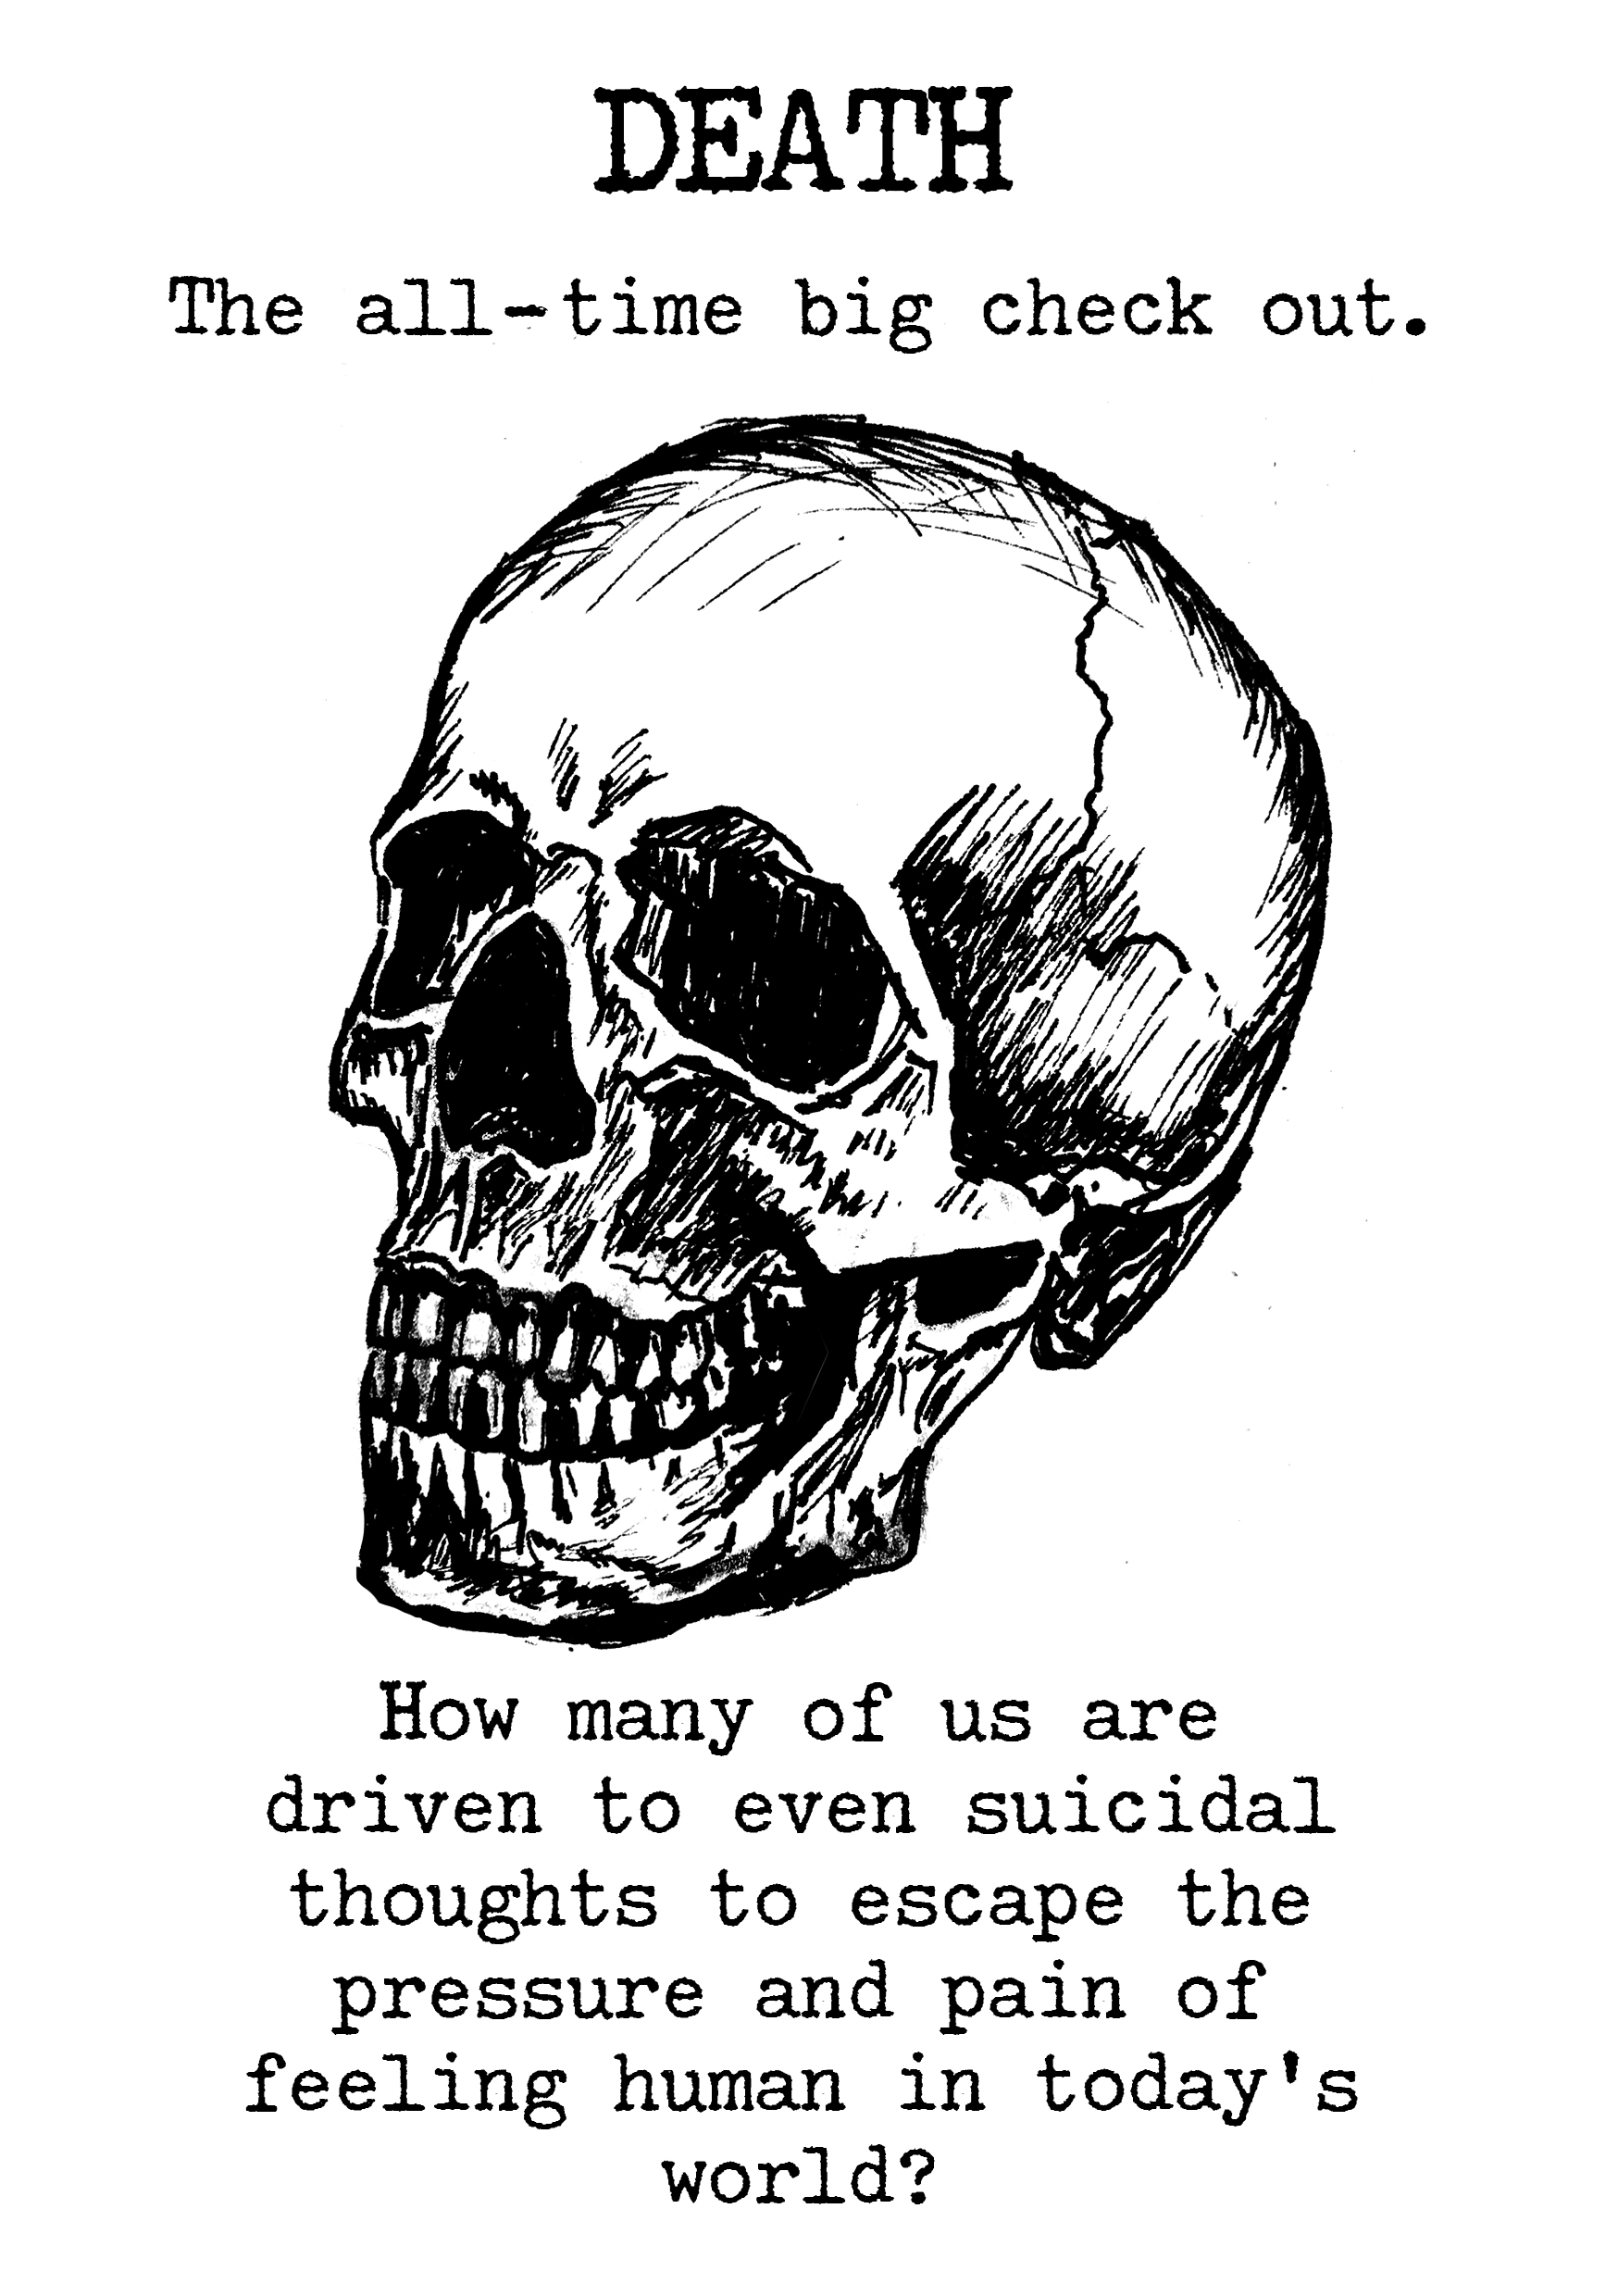 DEATH
The all-time big check out.
How many of us are
driven to even suicidal
thoughts to escape the
pressure and pain of
feeling human in today's
world?